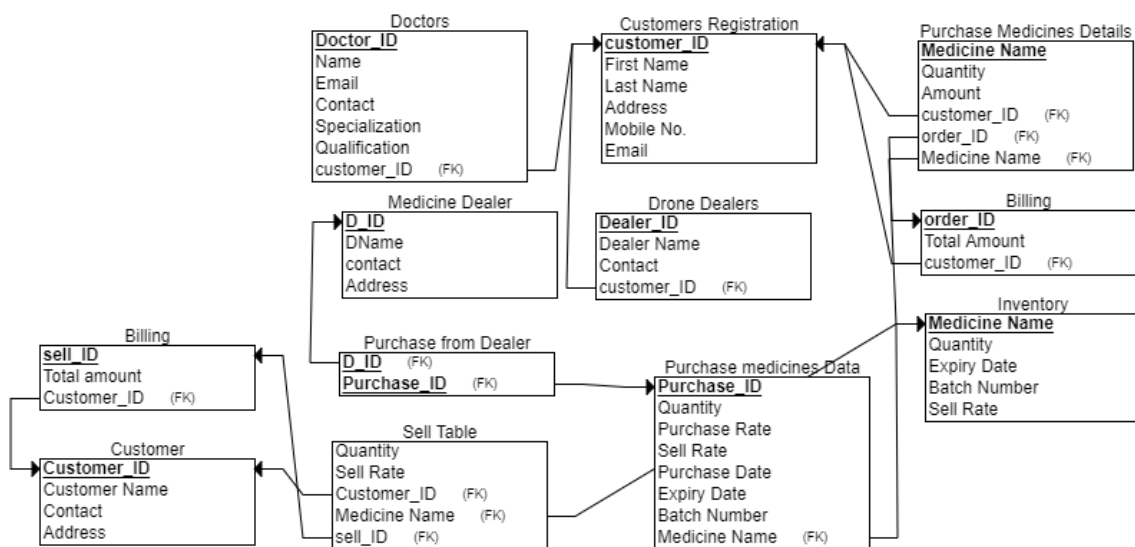 Doctors
Doctor_ID
Name
Email
Contact
Specialization
Qualification
customer_ID (FK)
Customers Registration
customer_ID
First Name
Last Name
Address
Mobile No.
Email
Purchase Medicines Details
Medicine Name
Quantity
Amount
customer_ID (FK)
order_ID (FK)
Medicine Name (FK)
Medicine Dealer
D_ID
DName
contact
Address
Drone Dealers
Dealer_ID
Dealer Name
Contact
customer_ID (FK)
Billing
order_ID
Total Amount
customer_ID (FK)
Inventory
Medicine Name
Quantity
Expiry Date
Batch Number
Sell Rate
Billing
sell_ID
Total amount
Customer_ID (FK)
Purchase from Dealer
D_ID (FK)
Purchase_ID (FK)
Purchase medicines Data
Purchase_ID
Quantity
Purchase Rate
Sell Rate
Purchase Date
Expiry Date
Batch Number
Medicine Name (FK)
Customer
Customer_ID
Customer Name
Contact
Address
Sell Table
Quantity
Sell Rate
Customer_ID (FK)
Medicine Name (FK)
sell_ID (FK)